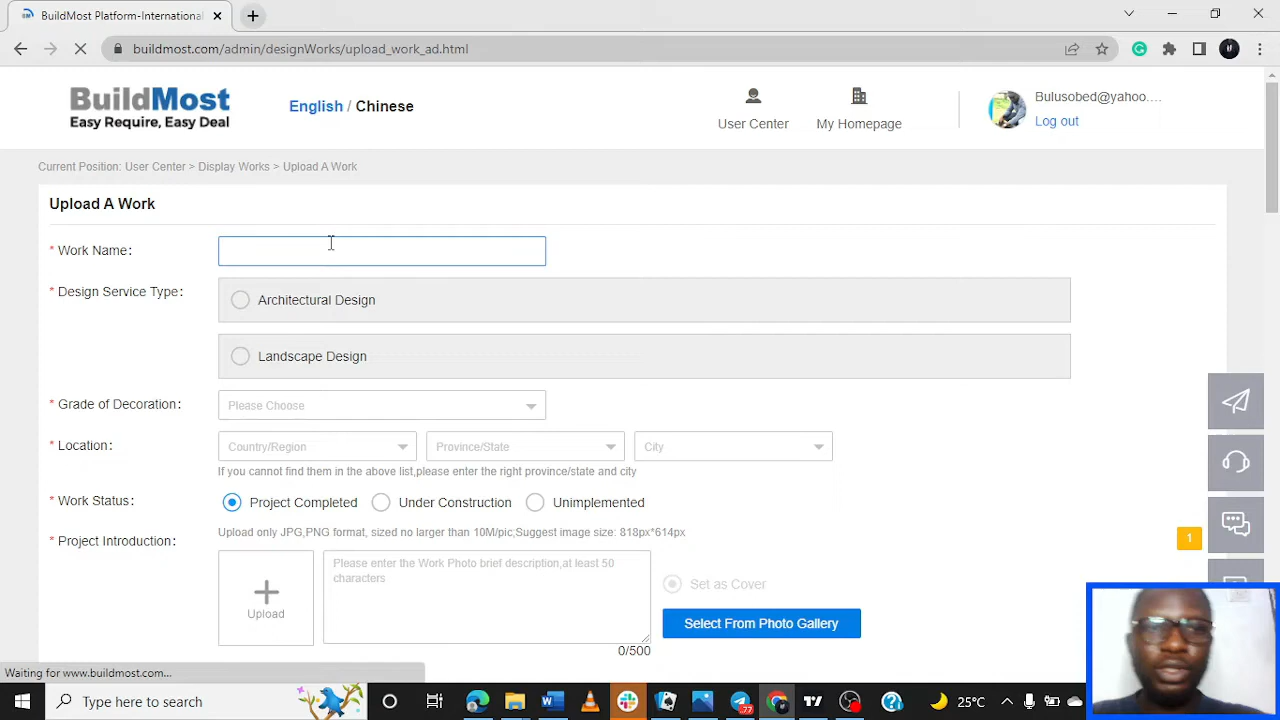 BuildMost Platform-International
buildmost.com/admin/designWorks/upload_work_ad.html
BuildMost
Easy Require, Easy Deal
English / Chinese
User Center
My Homepage
Bulusobed@yahoo....
Log out
Current Position: User Center > Display Works > Upload A Work
Upload A Work
* Work Name:
* Design Service Type:
Architectural Design
Landscape Design
* Grade of Decoration:
Please Choose
* Location:
Country/Region
Province/State
City
If you cannot find them in the above list,please enter the right province/state and city
* Work Status:
Project Completed
Under Construction
Unimplemented
* Project Introduction:
Upload only JPG,PNG format, sized no larger than 10M/pic;Suggest image size: 818px*614px
Upload
Please enter the Work Photo brief description,at least 50
characters
Set as Cover
Select From Photo Gallery
0/500
1
Waiting for www.buildmost.com...
Type here to search
77
25°C